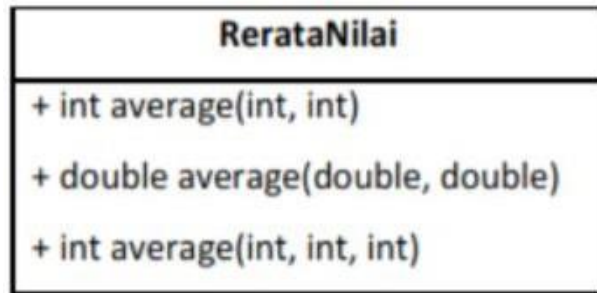 RerataNilai
+ int average(int, int)
+ double average(double, double)
+ int average(int, int, int)